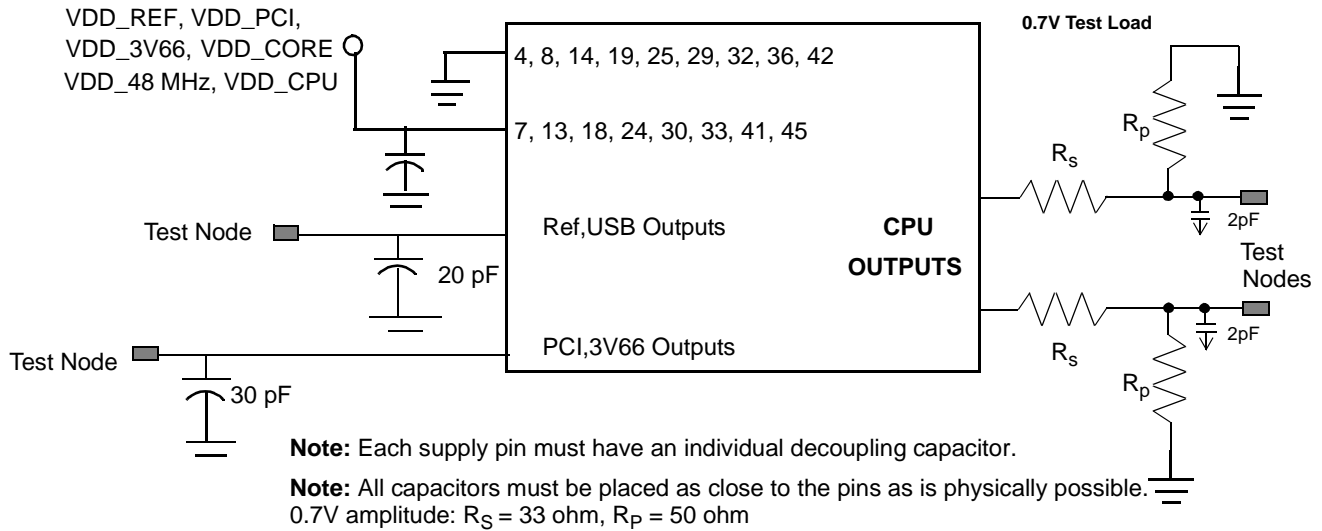 VDD_REF, VDD_PCI,
VDD_3V66, VDD_CORE
VDD_48 MHz, VDD_CPU
4, 8, 14, 19, 25, 29, 32, 36, 42
7, 13, 18, 24, 30, 33, 41, 45
0.7V Test Load
Rp
Rs
2pF
Test Node
Ref,USB Outputs
CPU
OUTPUTS
20 pF
Test
Nodes
2pF
Rs
Rp
Test Node
PCI,3V66 Outputs
30 pF
Note: Each supply pin must have an individual decoupling capacitor.
Note: All capacitors must be placed as close to the pins as is physically possible.
0.7V amplitude: RS = 33 ohm, RP = 50 ohm